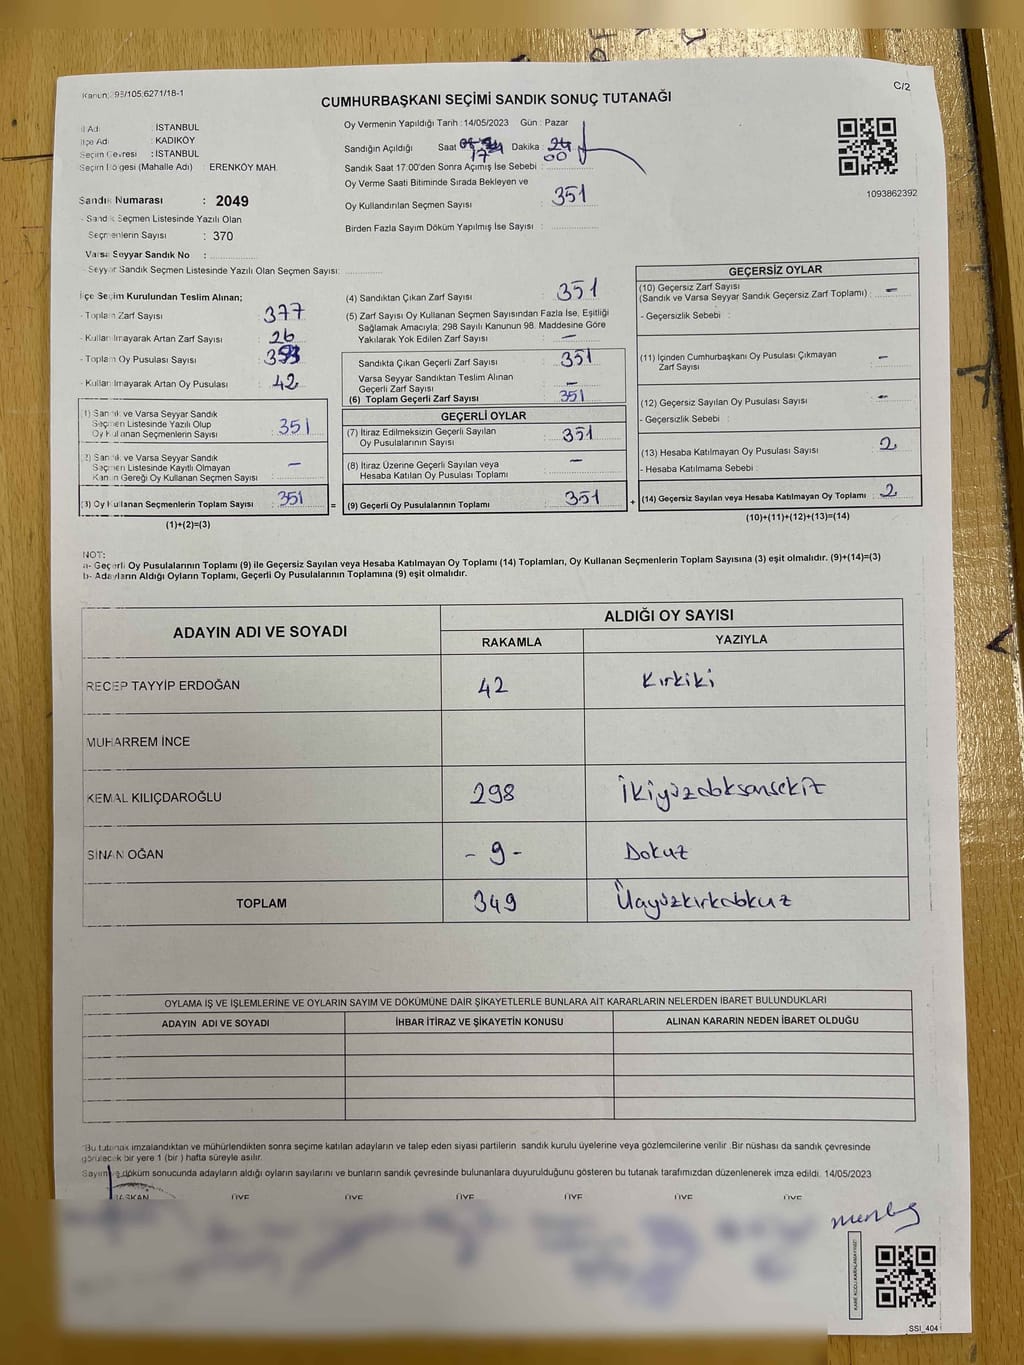 Kanun: 98/105;6271/18-1
C/2
CUMHURBAŞKANI SEÇİMİ SANDIK SONUÇ TUTANAĞI
İl Adı : İSTANBUL
İlçe Adı : KADIKÖY
Seçim Çevresi : İSTANBUL
Seçim Bölgesi (Mahalle Adı) : ERENKÖY MAH.
Sandık Numarası : 2049
- Sandık Seçmen Listesinde Yazılı Olan
Seçmenlerin Sayısı : 370
Varsa Seyyar Sandık No :
- Seyyar Sandık Seçmen Listesinde Yazılı Olan Seçmen Sayısı:
Oy Vermenin Yapıldığı Tarih :14/05/2023 Gün : Pazar
Sandığın Açıldığı Saat 17 Dakika : 00
Sandık Saat 17:00'den Sonra Açımış İse Sebebi :
Oy Verme Saati Bitiminde Sırada Bekleyen ve
Oy Kullandırılan Seçmen Sayısı : 351
Birden Fazla Sayım Döküm Yapılmış İse Sayısı :
1093862392
İlçe Seçim Kurulundan Teslim Alınan;
- Toplam Zarf Sayısı : 377
- Kullanılmayarak Artan Zarf Sayısı : 26
- Toplam Oy Pusulası Sayısı :
- Kullanılmayarak Artan Oy Pusulası : 42
(1) Sandık ve Varsa Seyyar Sandık
Seçmen Listesinde Yazılı Olup
Oy Kullanan Seçmenlerin Sayısı : 351
(2) Sandık ve Varsa Seyyar Sandık
Seçmen Listesinde Kayıtlı Olmayan
Kanun Gereği Oy Kullanan Seçmen Sayısı : –
(3) Oy Kullanan Seçmenlerin Toplam Sayısı : 351
(1)+(2)=(3)
=
(4) Sandıktan Çıkan Zarf Sayısı : 351
(5) Zarf Sayısı Oy Kullanan Seçmen Sayısından Fazla İse, Eşitliği
Sağlamak Amacıyla; 298 Sayılı Kanunun 98. Maddesine Göre
Yakılarak Yok Edilen Zarf Sayısı : –
Sandıkta Çıkan Geçerli Zarf Sayısı : 351
Varsa Seyyar Sandıktan Teslim Alınan
Geçerli Zarf Sayısı : –
(6) Toplam Geçerli Zarf Sayısı : 351
GEÇERLİ OYLAR
(7) İtiraz Edilmeksizin Geçerli Sayılan
Oy Pusulalarının Sayısı : 351
(8) İtiraz Üzerine Geçerli Sayılan veya
Hesaba Katılan Oy Pusulası Toplamı : –
(9) Geçerli Oy Pusulalarının Toplamı : 351
+
GEÇERSİZ OYLAR
(10) Geçersiz Zarf Sayısı
(Sandık ve Varsa Seyyar Sandık Geçersiz Zarf Toplamı) : –
- Geçersizlik Sebebi :
(11) İçinden Cumhurbaşkanı Oy Pusulası Çıkmayan
Zarf Sayısı : –
(12) Geçersiz Sayılan Oy Pusulası Sayısı : –
- Geçersizlik Sebebi :
(13) Hesaba Katılmayan Oy Pusulası Sayısı : 2
- Hesaba Katılmama Sebebi :
(14) Geçersiz Sayılan veya Hesaba Katılmayan Oy Toplamı : 2
(10)+(11)+(12)+(13)=(14)
NOT:
a- Geçerli Oy Pusulalarının Toplamı (9) ile Geçersiz Sayılan veya Hesaba Katılmayan Oy Toplamı (14) Toplamları, Oy Kullanan Seçmenlerin Toplam Sayısına (3) eşit olmalıdır. (9)+(14)=(3)
b- Adayların Aldığı Oyların Toplamı, Geçerli Oy Pusulalarının Toplamına (9) eşit olmalıdır.
ADAYIN ADI VE SOYADI
ALDIĞI OY SAYISI
RAKAMLA YAZIYLA
RECEP TAYYİP ERDOĞAN 42 Kırkiki
MUHARREM İNCE
KEMAL KILIÇDAROĞLU 298 İkiyüzdoksansekiz
SİNAN OĞAN - 9 - Dokuz
TOPLAM 349 Üçyüzkırkdokuz
OYLAMA İŞ VE İŞLEMLERİNE VE OYLARIN SAYIM VE DÖKÜMÜNE DAİR ŞİKAYETLERLE BUNLARA AİT KARARLARIN NELERDEN İBARET BULUNDUKLARI
ADAYIN ADI VE SOYADI İHBAR İTİRAZ VE ŞİKAYETİN KONUSU ALINAN KARARIN NEDEN İBARET OLDUĞU
Bu tutanak imzalandıktan ve mühürlendikten sonra seçime katılan adayların ve talep eden siyasi partilerin sandık kurulu üyelerine veya gözlemcilerine verilir. Bir nüshası da sandık çevresinde
görülecek bir yere 1 (bir ) hafta süreyle asılır.
Sayım ve döküm sonucunda adayların aldığı oyların sayılarını ve bunların sandık çevresinde bulunanlara duyurulduğunu gösteren bu tutanak tarafımızdan düzenlenerek imza edildi. 14/05/2023
BAŞKAN ÜYE ÜYE ÜYE ÜYE ÜYE ÜYE
SSI_404